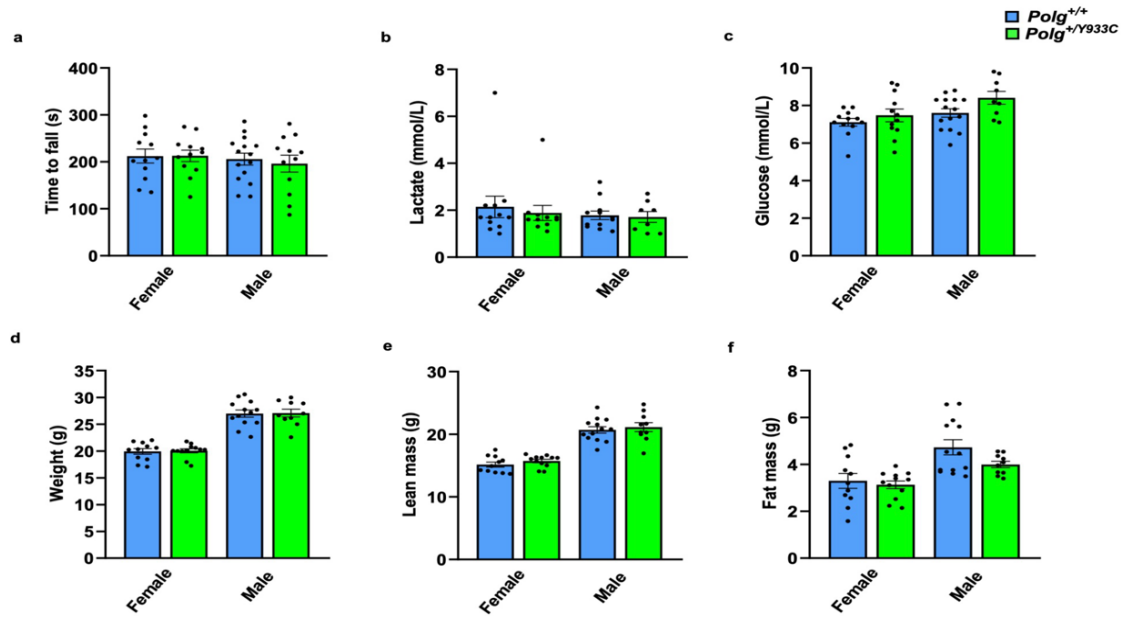 Polg+/+
Polg+/Y933C
a
b
c
Time to fall (s)
400
300
200
100
0
Female
Male
Lactate (mmol/L)
8
6
4
2
0
Female
Male
Glucose (mmol/L)
10
8
6
4
2
0
Female
Male
d
e
f
Weight (g)
35
30
25
20
15
10
5
0
Female
Male
Lean mass (g)
30
20
10
0
Female
Male
Fat mass (g)
8
6
4
2
0
Female
Male